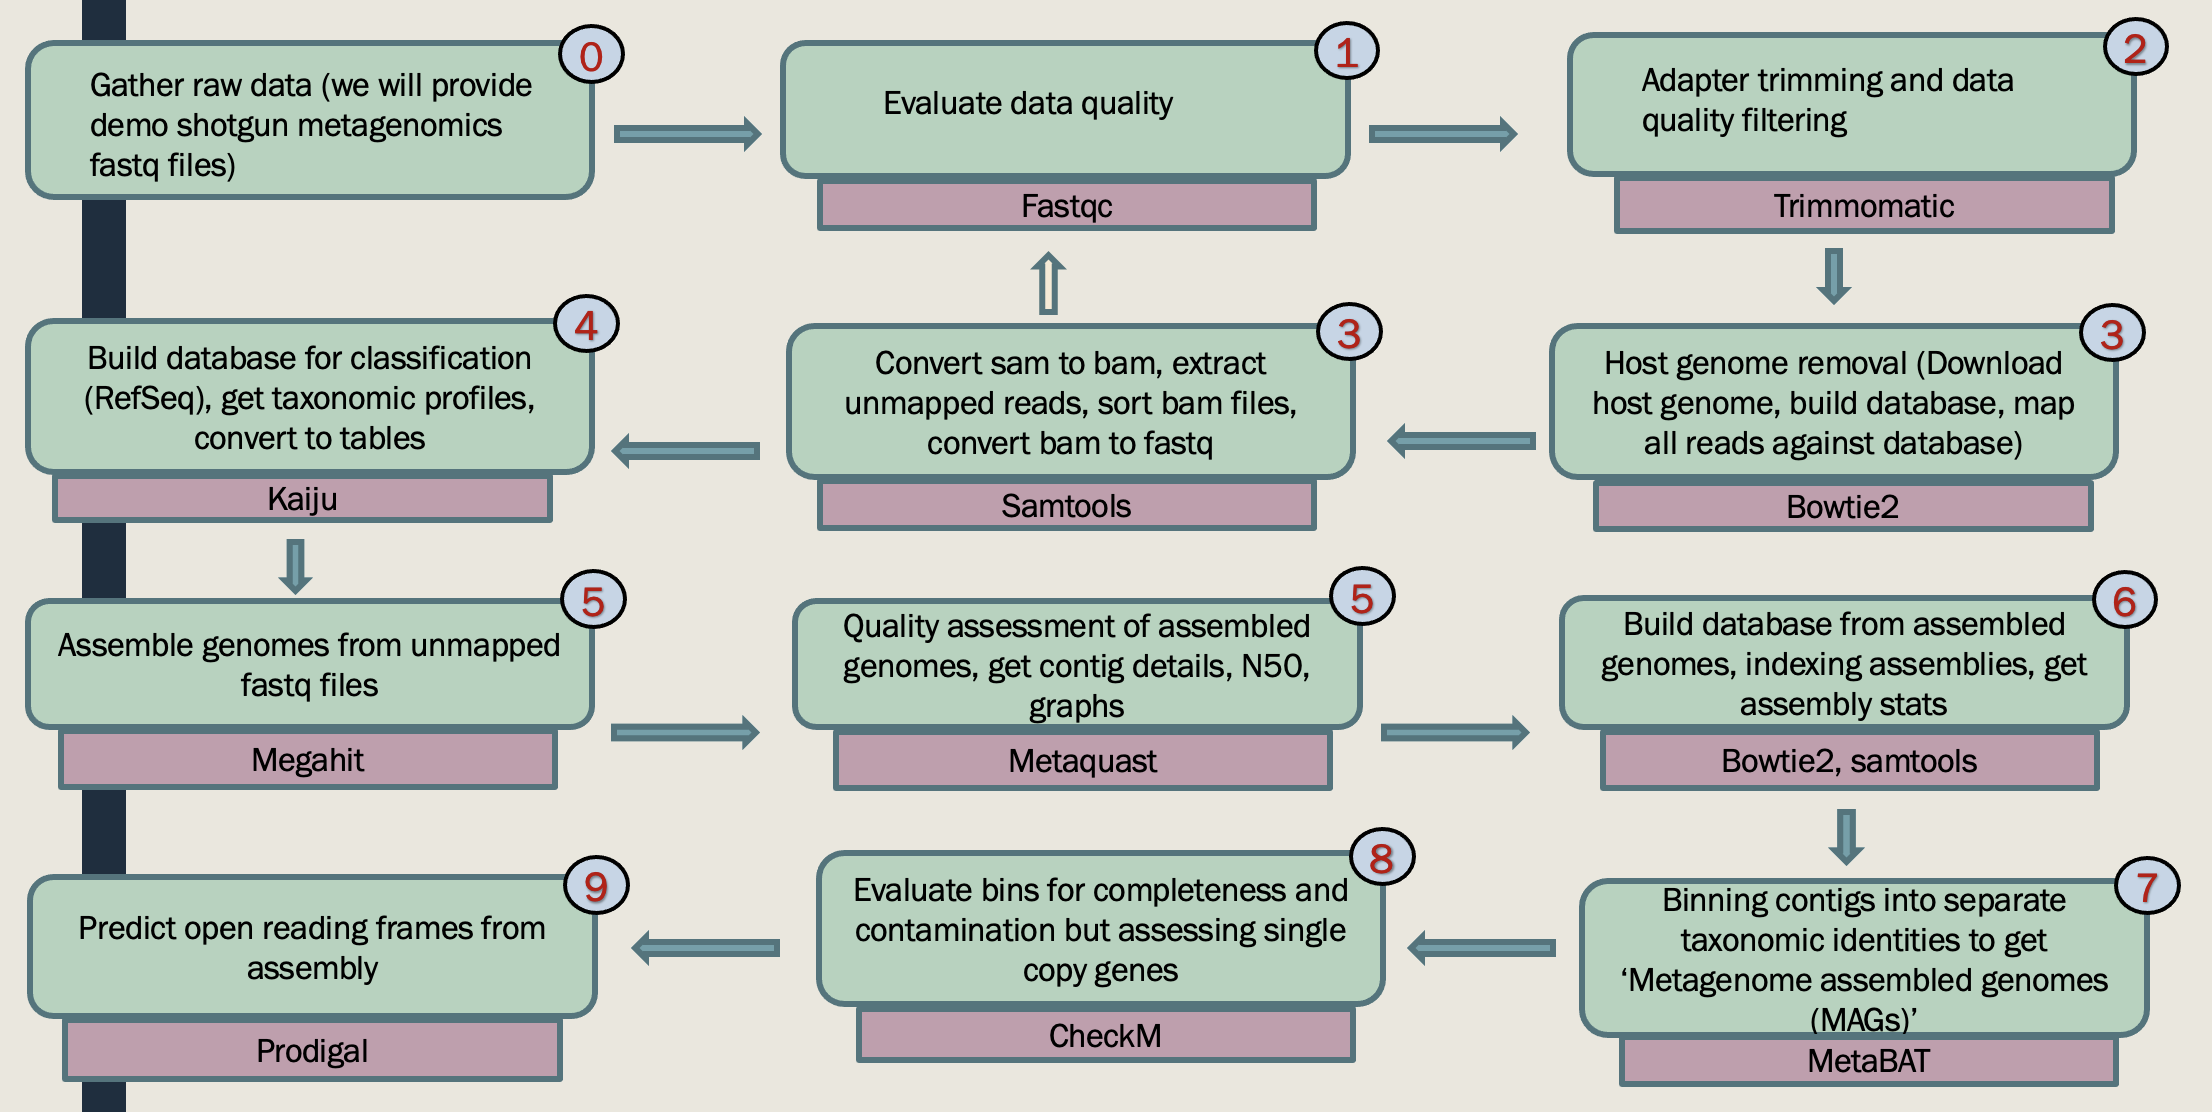 0
Gather raw data (we will provide
demo shotgun metagenomics
fastq files)
1
Evaluate data quality
Fastqc
2
Adapter trimming and data
quality filtering
Trimmomatic
3
Host genome removal (Download
host genome, build database, map
all reads against database)
Bowtie2
3
Convert sam to bam, extract
unmapped reads, sort bam files,
convert bam to fastq
Samtools
4
Build database for classification
(RefSeq), get taxonomic profiles,
convert to tables
Kaiju
5
Assemble genomes from unmapped
fastq files
Megahit
5
Quality assessment of assembled
genomes, get contig details, N50,
graphs
Metaquast
6
Build database from assembled
genomes, indexing assemblies, get
assembly stats
Bowtie2, samtools
7
Binning contigs into separate
taxonomic identities to get
‘Metagenome assembled genomes
(MAGs)’
MetaBAT
8
Evaluate bins for completeness and
contamination but assessing single
copy genes
CheckM
9
Predict open reading frames from
assembly
Prodigal